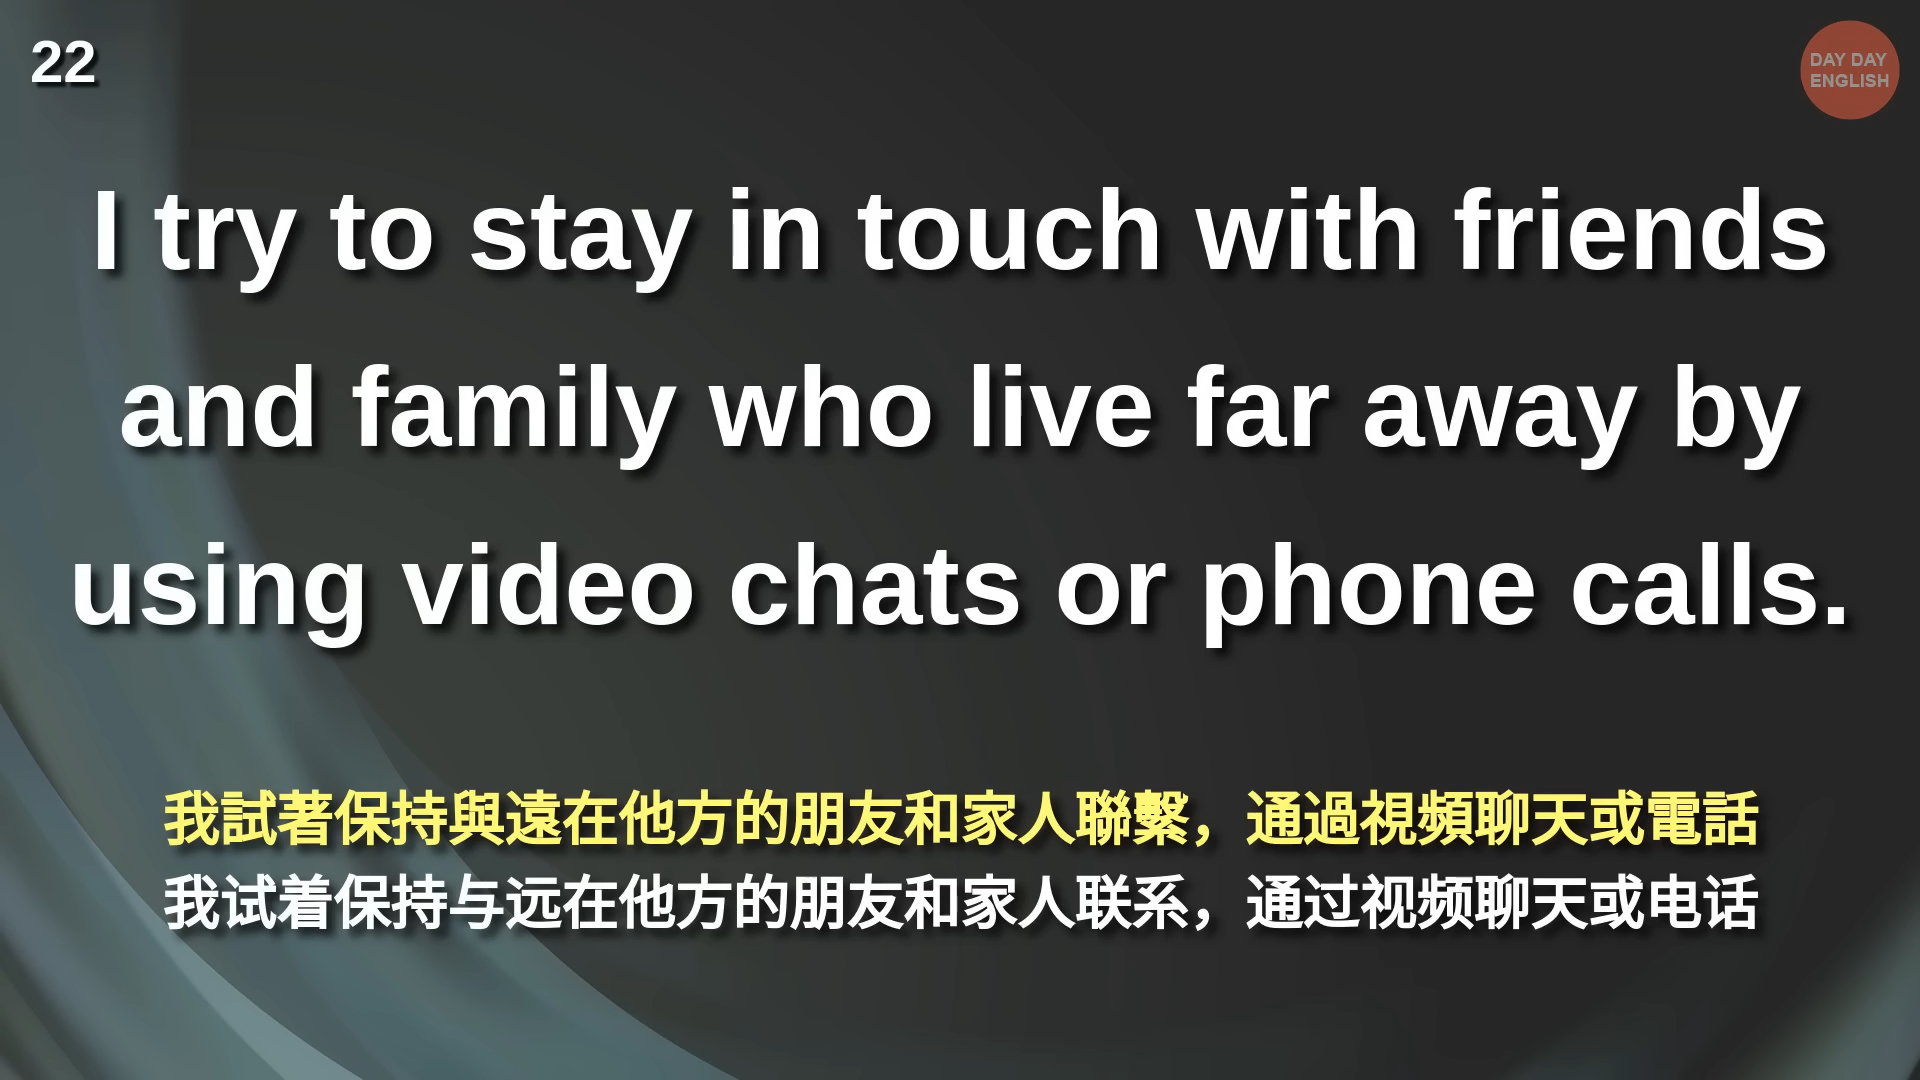 22
DAY DAY
ENGLISH
I try to stay in touch with friends
and family who live far away by
using video chats or phone calls.
我試著保持與遠在他方的朋友和家人聯繫，通過視頻聊天或電話
我试着保持与远在他方的朋友和家人联系，通过视频聊天或电话